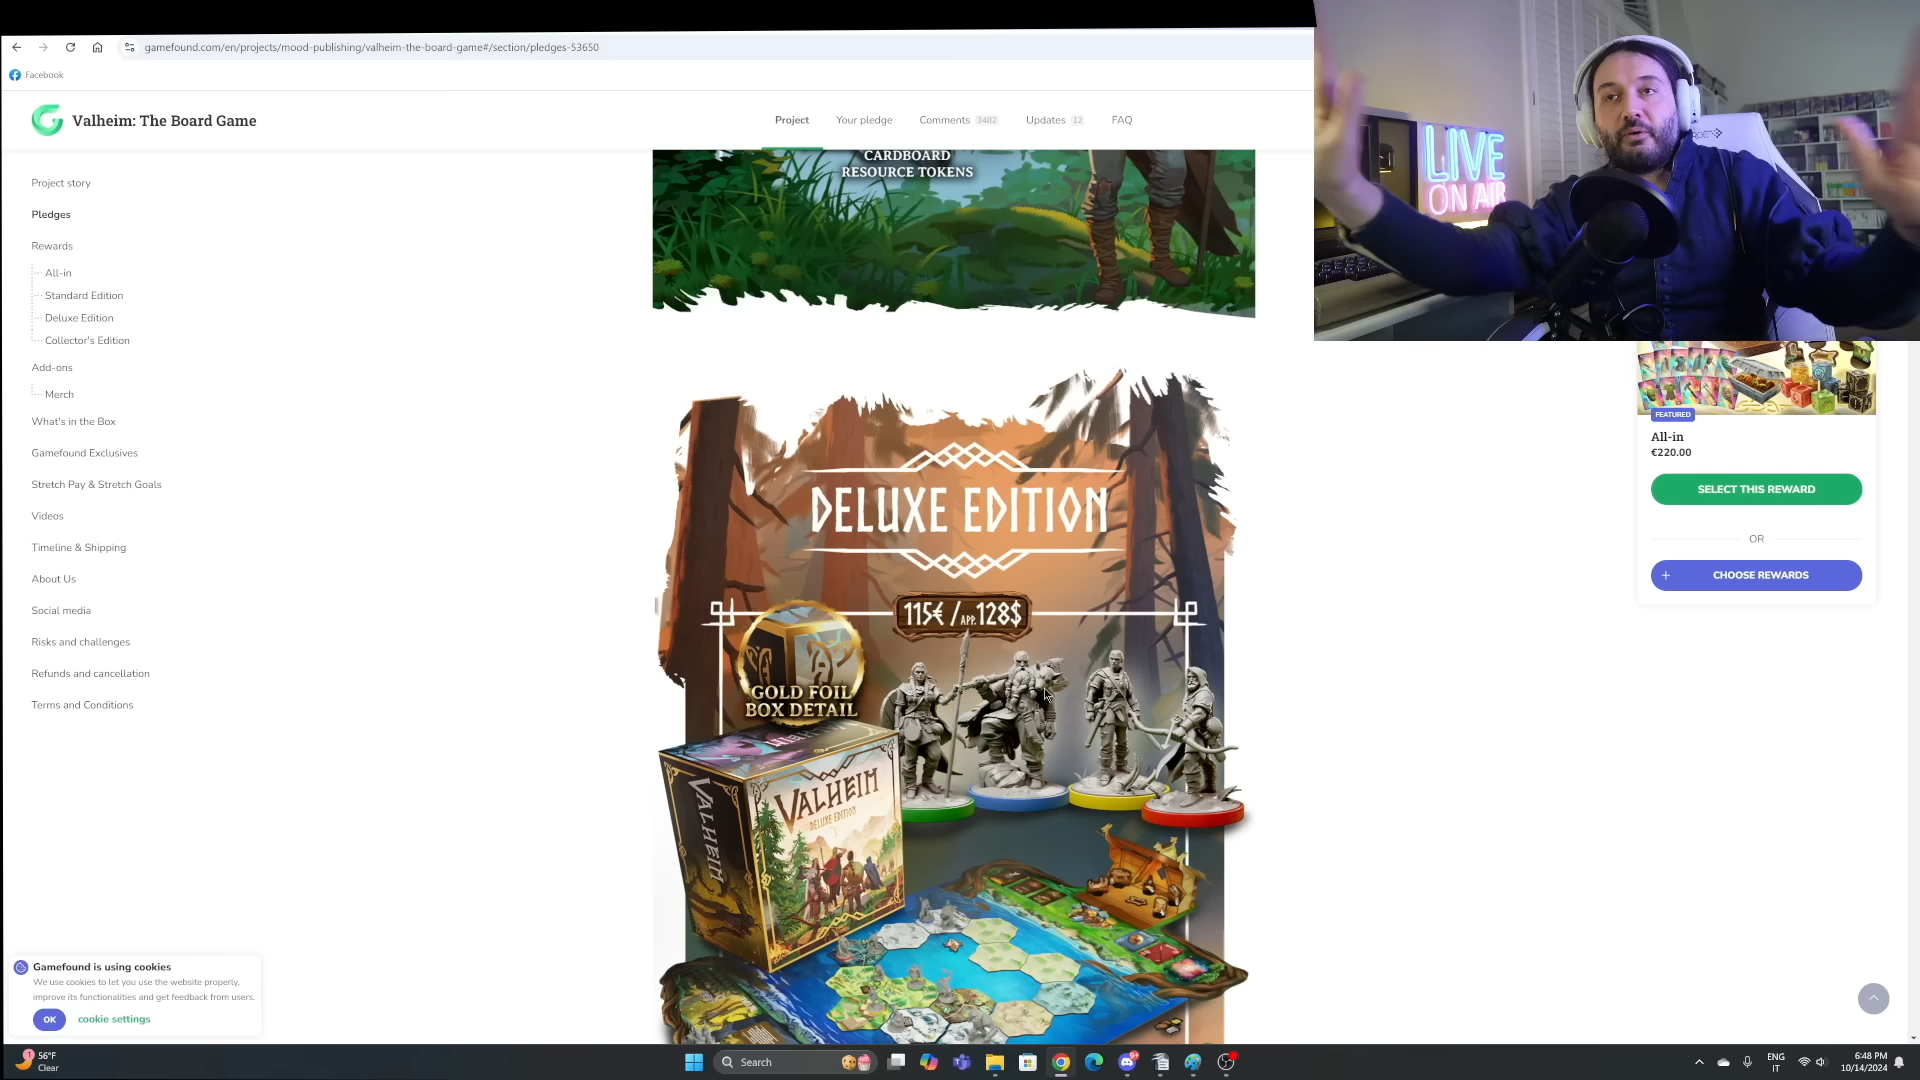 gamefound.com/en/projects/mood-publishing/valheim-the-board-game#/section/pledges-53650
Facebook
Valheim: The Board Game
Project
Your pledge
Comments 3482
Updates 12
FAQ
Project story
Pledges
Rewards
All-in
Standard Edition
Deluxe Edition
Collector's Edition
Add-ons
Merch
What's in the Box
Gamefound Exclusives
Stretch Pay & Stretch Goals
Videos
Timeline & Shipping
About Us
Social media
Risks and challenges
Refunds and cancellation
Terms and Conditions
CARDBOARD
RESOURCE TOKENS
DELUXE EDITION
115€ / APP. 128$
GOLD FOIL
BOX DETAIL
VALHEIM
VALHEIM
DELUXE EDITION
LIVE
ON AIR
FEATURED
All-in
€220.00
SELECT THIS REWARD
OR
+ CHOOSE REWARDS
Gamefound is using cookies
We use cookies to let you use the website properly,
improve its functionalities and get feedback from users.
OK
cookie settings
1
56°F
Clear
Search
ENG
IT
6:48 PM
10/14/2024